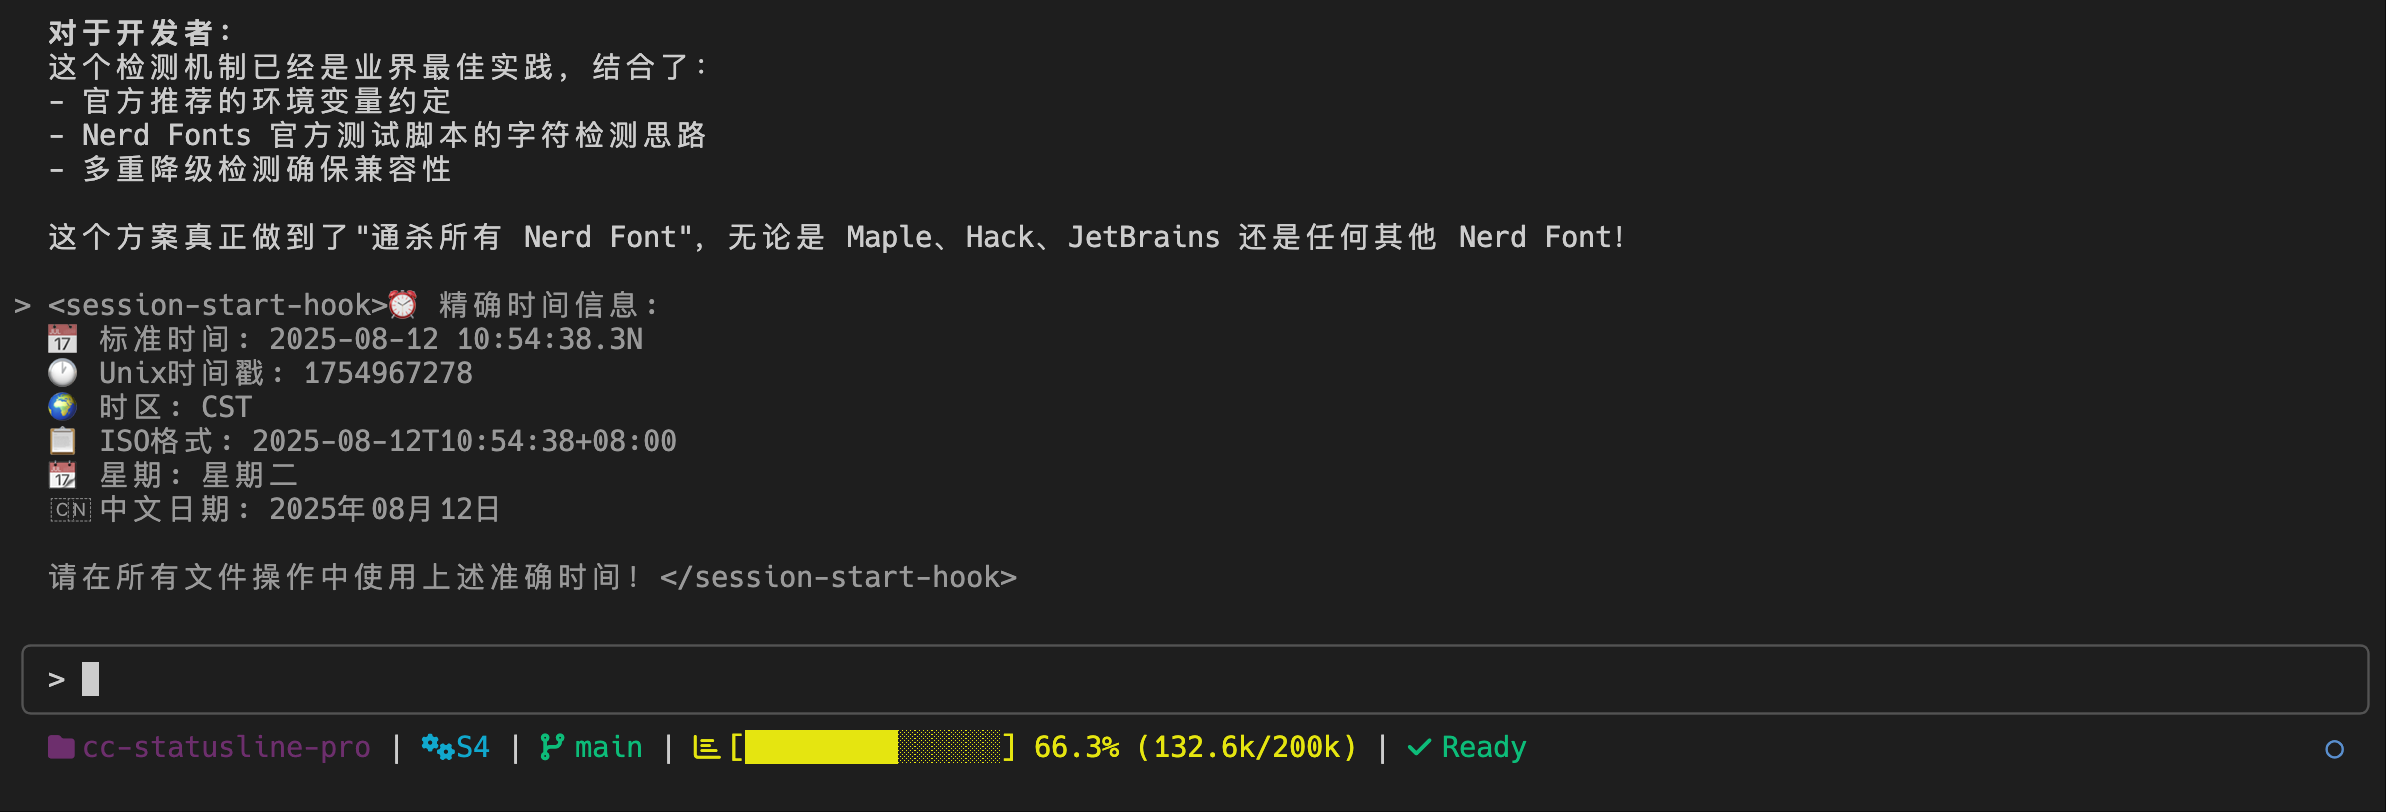 对于开发者：
这个检测机制已经是业界最佳实践，结合了：
- 官方推荐的环境变量约定
- Nerd Fonts 官方测试脚本的字符检测思路
- 多重降级检测确保兼容性
这个方案真正做到了"通杀所有 Nerd Font"，无论是 Maple、Hack、JetBrains 还是任何其他 Nerd Font！
> <session-start-hook>⏰ 精确时间信息：
📅 标准时间：2025-08-12 10:54:38.3N
🕐 Unix时间戳：1754967278
🌍 时区：CST
📋 ISO格式：2025-08-12T10:54:38+08:00
📆 星期：星期二
🇨🇳 中文日期：2025年08月12日
请在所有文件操作中使用上述准确时间！</session-start-hook>
>
cc-statusline-pro | S4 | main | [█████████░░░░░░] 66.3% (132.6k/200k) | ✓ Ready